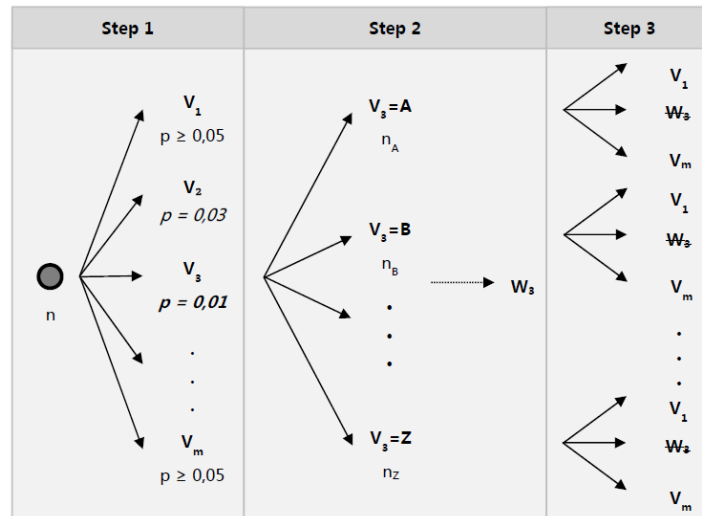 Step 1
n
V1
p ≥ 0,05
V2
p = 0,03
V3
p = 0,01
.
.
.
Vm
p ≥ 0,05
Step 2
V3=A
nA
V3=B
nB
.
.
.
V3=Z
nZ
W3
Step 3
V1
W3
Vm
V1
W3
Vm
.
.
.
V1
W3
Vm